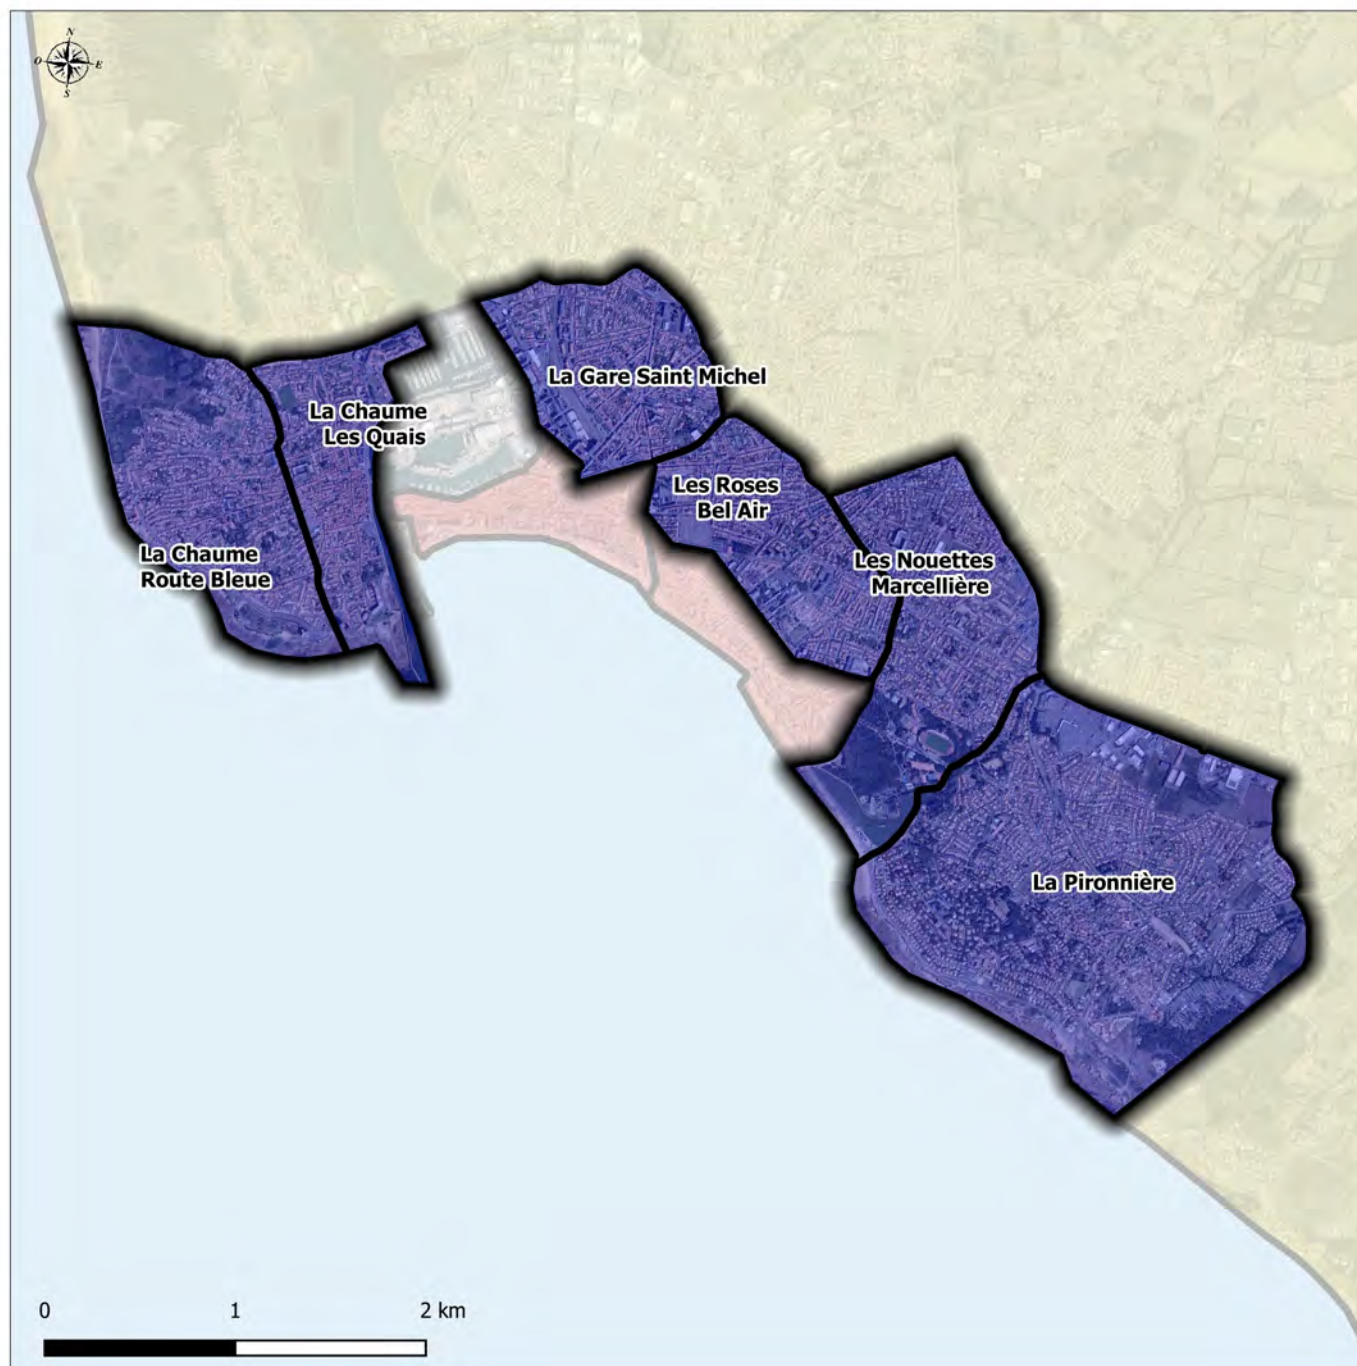 N
O
E
S
La Gare Saint Michel
La Chaume
Les Quais
Les Roses
Bel Air
La Chaume
Route Bleue
Les Nouettes
Marcellière
La Pironnière
0 1 2 km